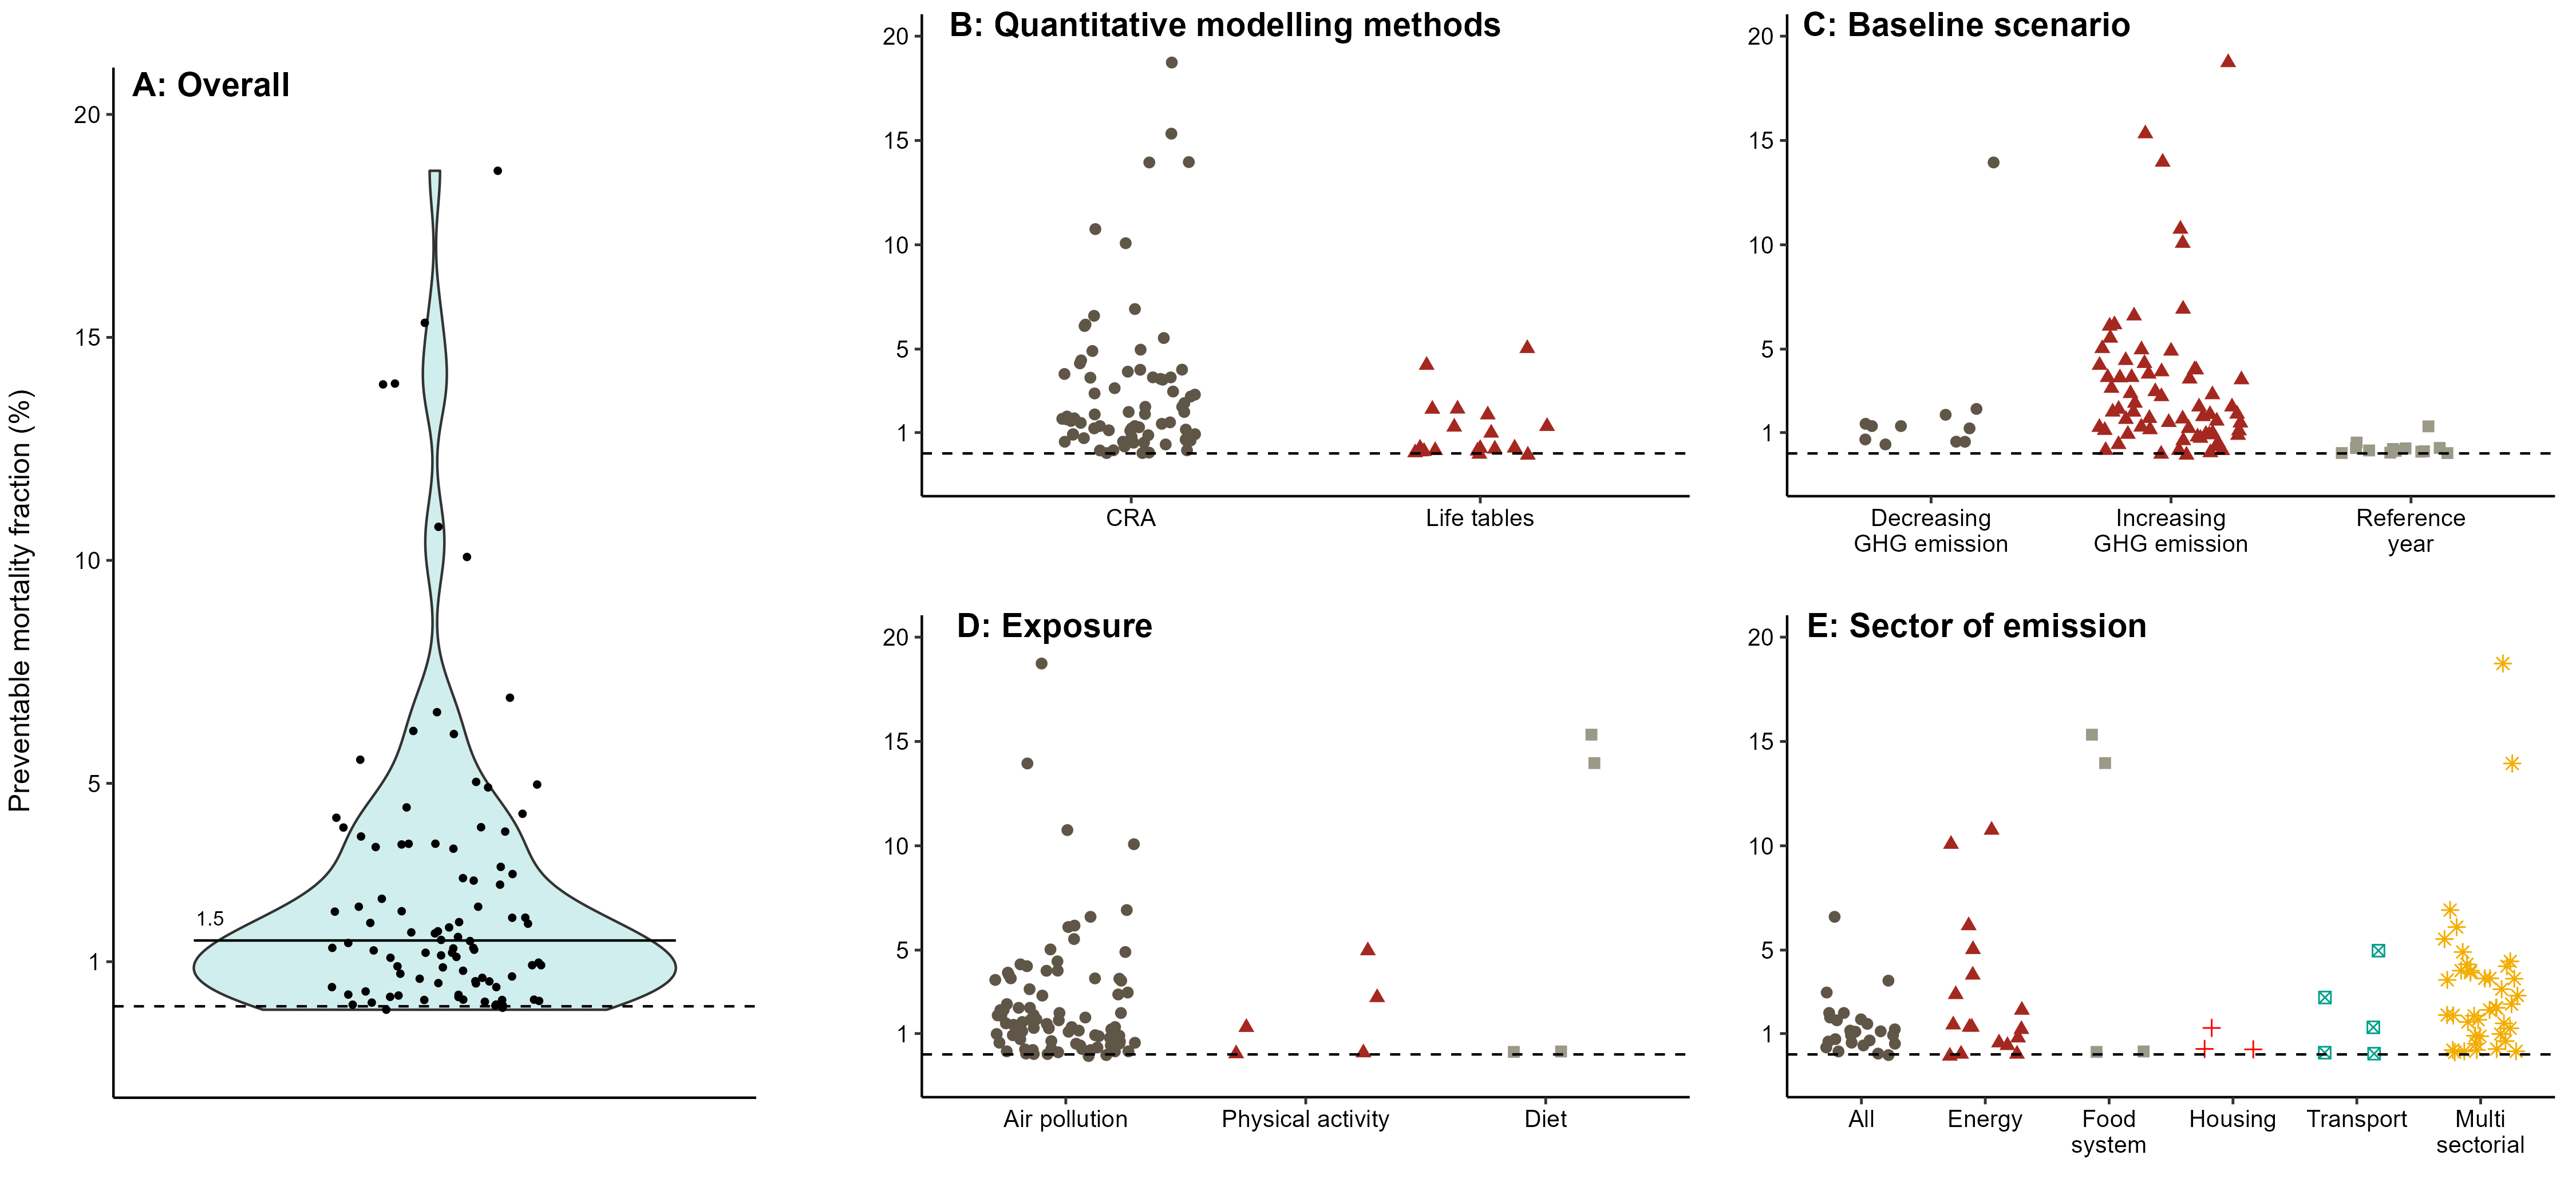 Preventable mortality fraction (%)
A: Overall
20
15
10
5
1
1.5
B: Quantitative modelling methods
20
15
10
5
1
CRA
Life tables
C: Baseline scenario
20
15
10
5
1
Decreasing
GHG emission
Increasing
GHG emission
Reference
year
D: Exposure
20
15
10
5
1
Air pollution
Physical activity
Diet
E: Sector of emission
20
15
10
5
1
All
Energy
Food
system
Housing
Transport
Multi
sectorial